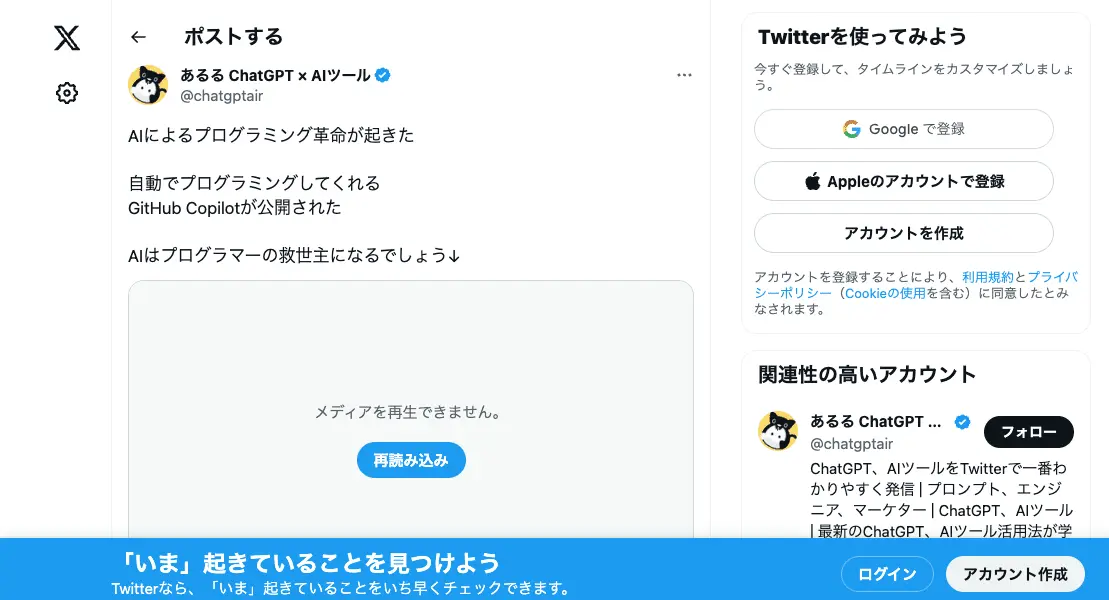 ポストする
あるる ChatGPT × AIツール
@chatgptair
AIによるプログラミング革命が起きた
自動でプログラミングしてくれる
GitHub Copilotが公開された
AIはプログラマーの救世主になるでしょう↓
メディアを再生できません。
再読み込み
Twitterを使ってみよう
今すぐ登録して、タイムラインをカスタマイズしましょ
う。
Google で登録
Appleのアカウントで登録
アカウントを作成
アカウントを登録することにより、利用規約とプライバ
シーポリシー（Cookieの使用を含む）に同意したとみ
なされます。
関連性の高いアカウント
あるる ChatGPT ...
@chatgptair
フォロー
ChatGPT、AIツールをTwitterで一番わ
かりやすく発信 | プロンプト、エンジ
ニア、マーケター | ChatGPT、AIツール
| 最新のChatGPT、AIツール活用法が学
「いま」起きていることを見つけよう
Twitterなら、「いま」起きていることをいち早くチェックできます。
ログイン
アカウント作成